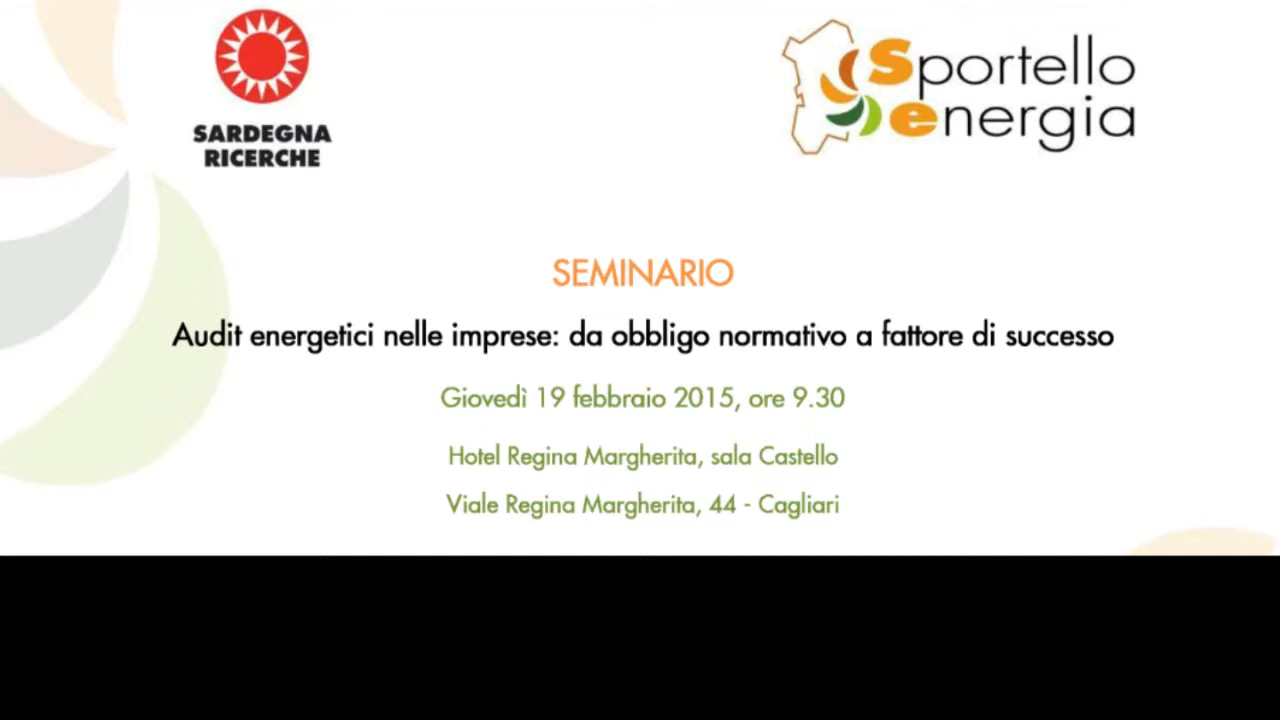 SARDEGNA
RICERCHE
Sportello
energia
SEMINARIO
Audit energetici nelle imprese: da obbligo normativo a fattore di successo
Giovedì 19 febbraio 2015, ore 9.30
Hotel Regina Margherita, sala Castello
Viale Regina Margherita, 44 - Cagliari